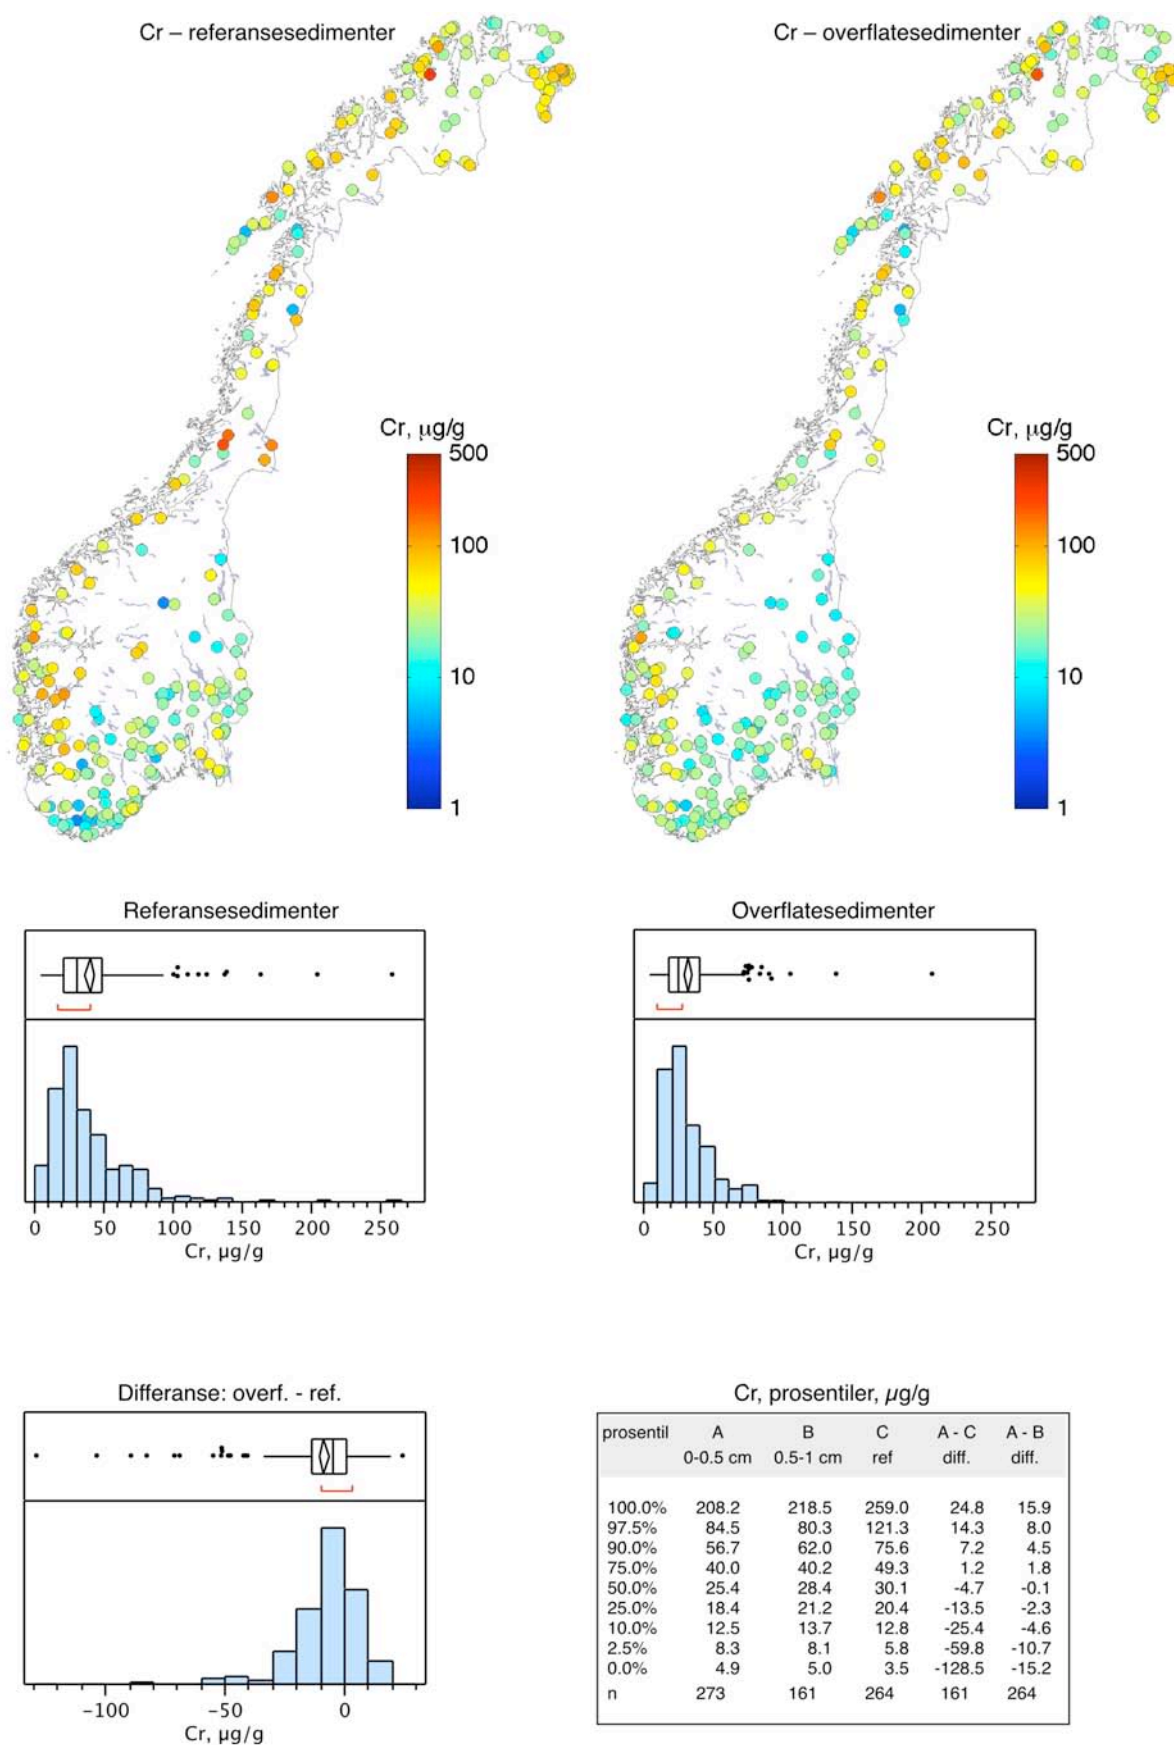 Cr – referansesedimenter
Cr – overflatesedimenter
Cr, µg/g
500
100
10
1
Cr, µg/g
500
100
10
1
Referansesedimenter
0 50 100 150 200 250
Cr, µg/g
Overflatesedimenter
0 50 100 150 200 250
Cr, µg/g
Differanse: overf. - ref.
−100 −50 0
Cr, µg/g
Cr, prosentiler, µg/g
prosentil A B C A - C A - B
0-0.5 cm 0.5-1 cm ref diff. diff.
100.0% 208.2 218.5 259.0 24.8 15.9
97.5% 84.5 80.3 121.3 14.3 8.0
90.0% 56.7 62.0 75.6 7.2 4.5
75.0% 40.0 40.2 49.3 1.2 1.8
50.0% 25.4 28.4 30.1 -4.7 -0.1
25.0% 18.4 21.2 20.4 -13.5 -2.3
10.0% 12.5 13.7 12.8 -25.4 -4.6
2.5% 8.3 8.1 5.8 -59.8 -10.7
0.0% 4.9 5.0 3.5 -128.5 -15.2
n 273 161 264 161 264